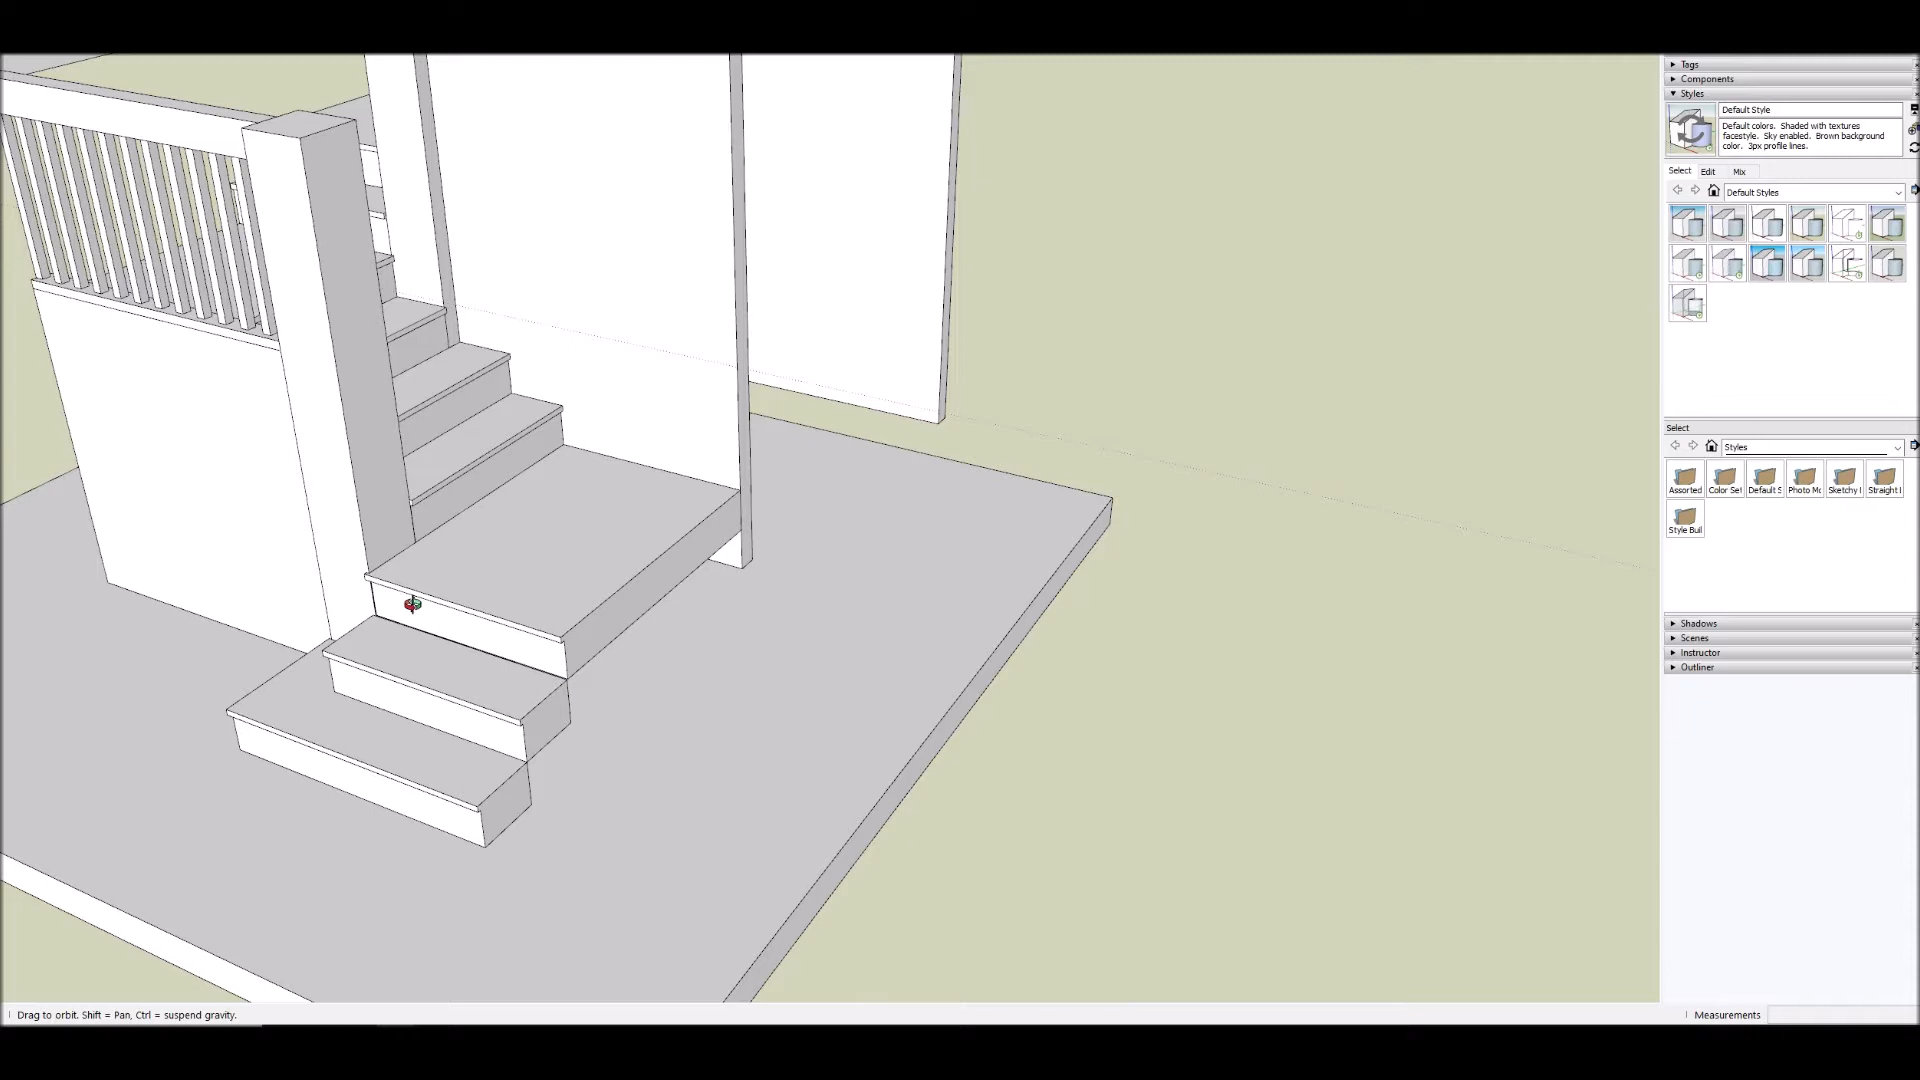 Tags
Components
Styles
Default Style
Default colors. Shaded with textures
facestyle. Sky enabled. Brown background
color. 3px profile lines.
Select Edit Mix
Default Styles
Select
Styles
Assorted Color Set Default S Photo Mo Sketchy I Straight I
Style Buil
Shadows
Scenes
Instructor
Outliner
Drag to orbit. Shift = Pan, Ctrl = suspend gravity.
Measurements